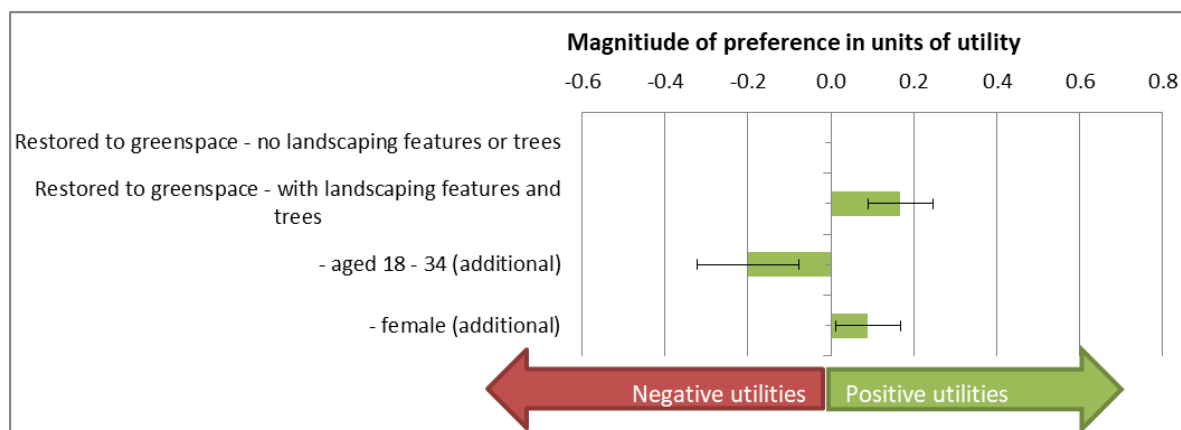 Magnitiude of preference in units of utility
-0.6 -0.4 -0.2 0.0 0.2 0.4 0.6 0.8
Restored to greenspace - no landscaping features or trees
Restored to greenspace - with landscaping features and
trees
- aged 18 - 34 (additional)
- female (additional)
Negative utilities Positive utilities